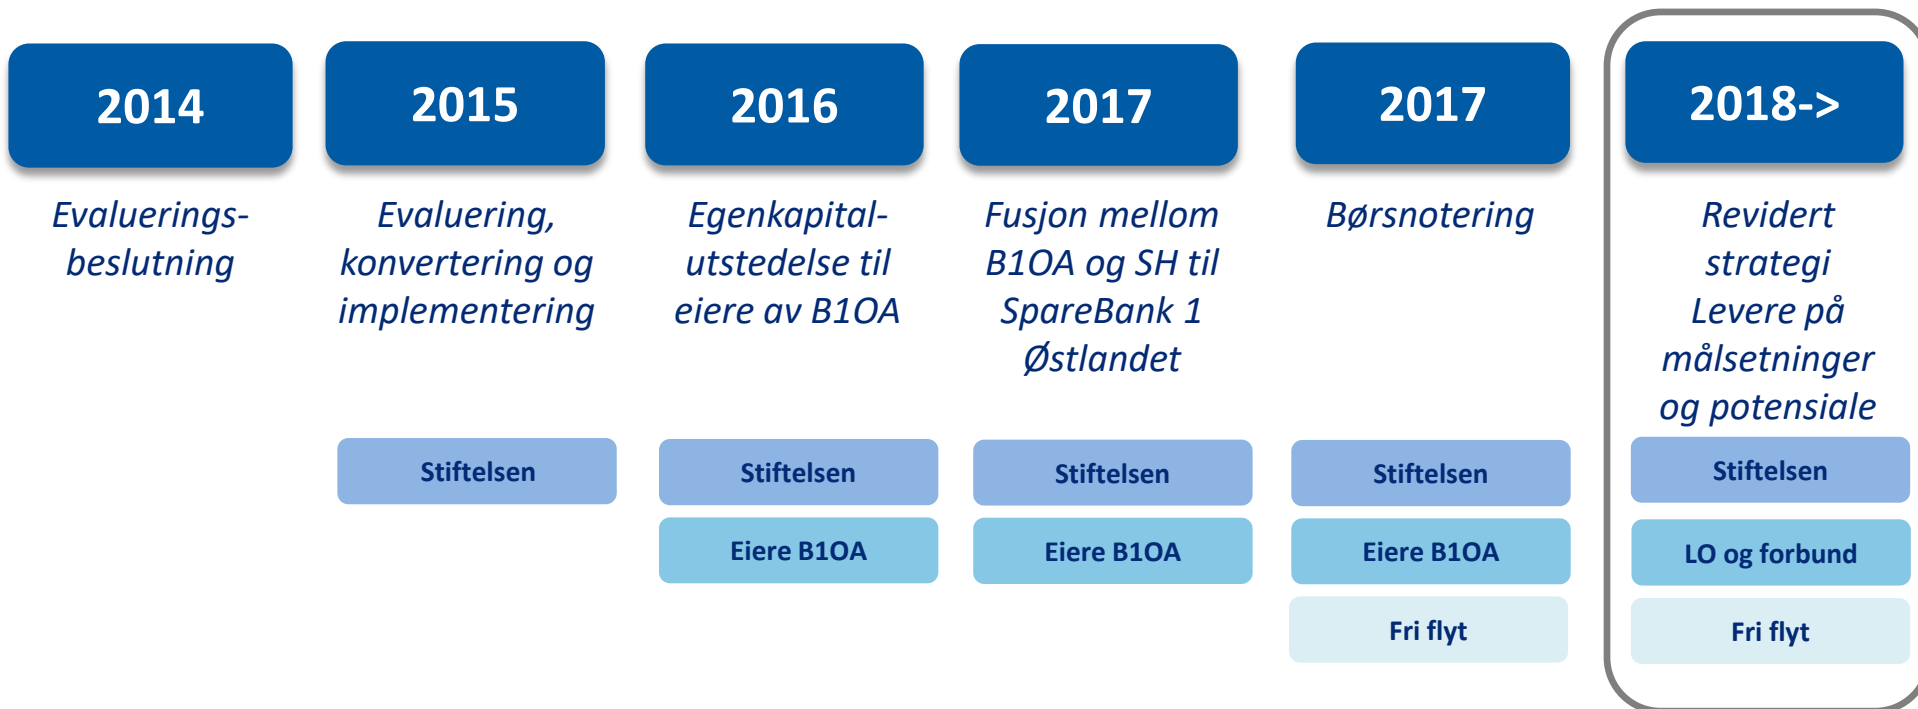 2014
Evaluerings-
beslutning
2015
Evaluering,
konvertering og
implementering
Stiftelsen
2016
Egenkapital-
utstedelse til
eiere av B1OA
Stiftelsen
Eiere B1OA
2017
Fusjon mellom
B1OA og SH til
SpareBank 1
Østlandet
Stiftelsen
Eiere B1OA
2017
Børsnotering
Stiftelsen
Eiere B1OA
Fri flyt
2018->
Revidert
strategi
Levere på
målsetninger
og potensiale
Stiftelsen
LO og forbund
Fri flyt